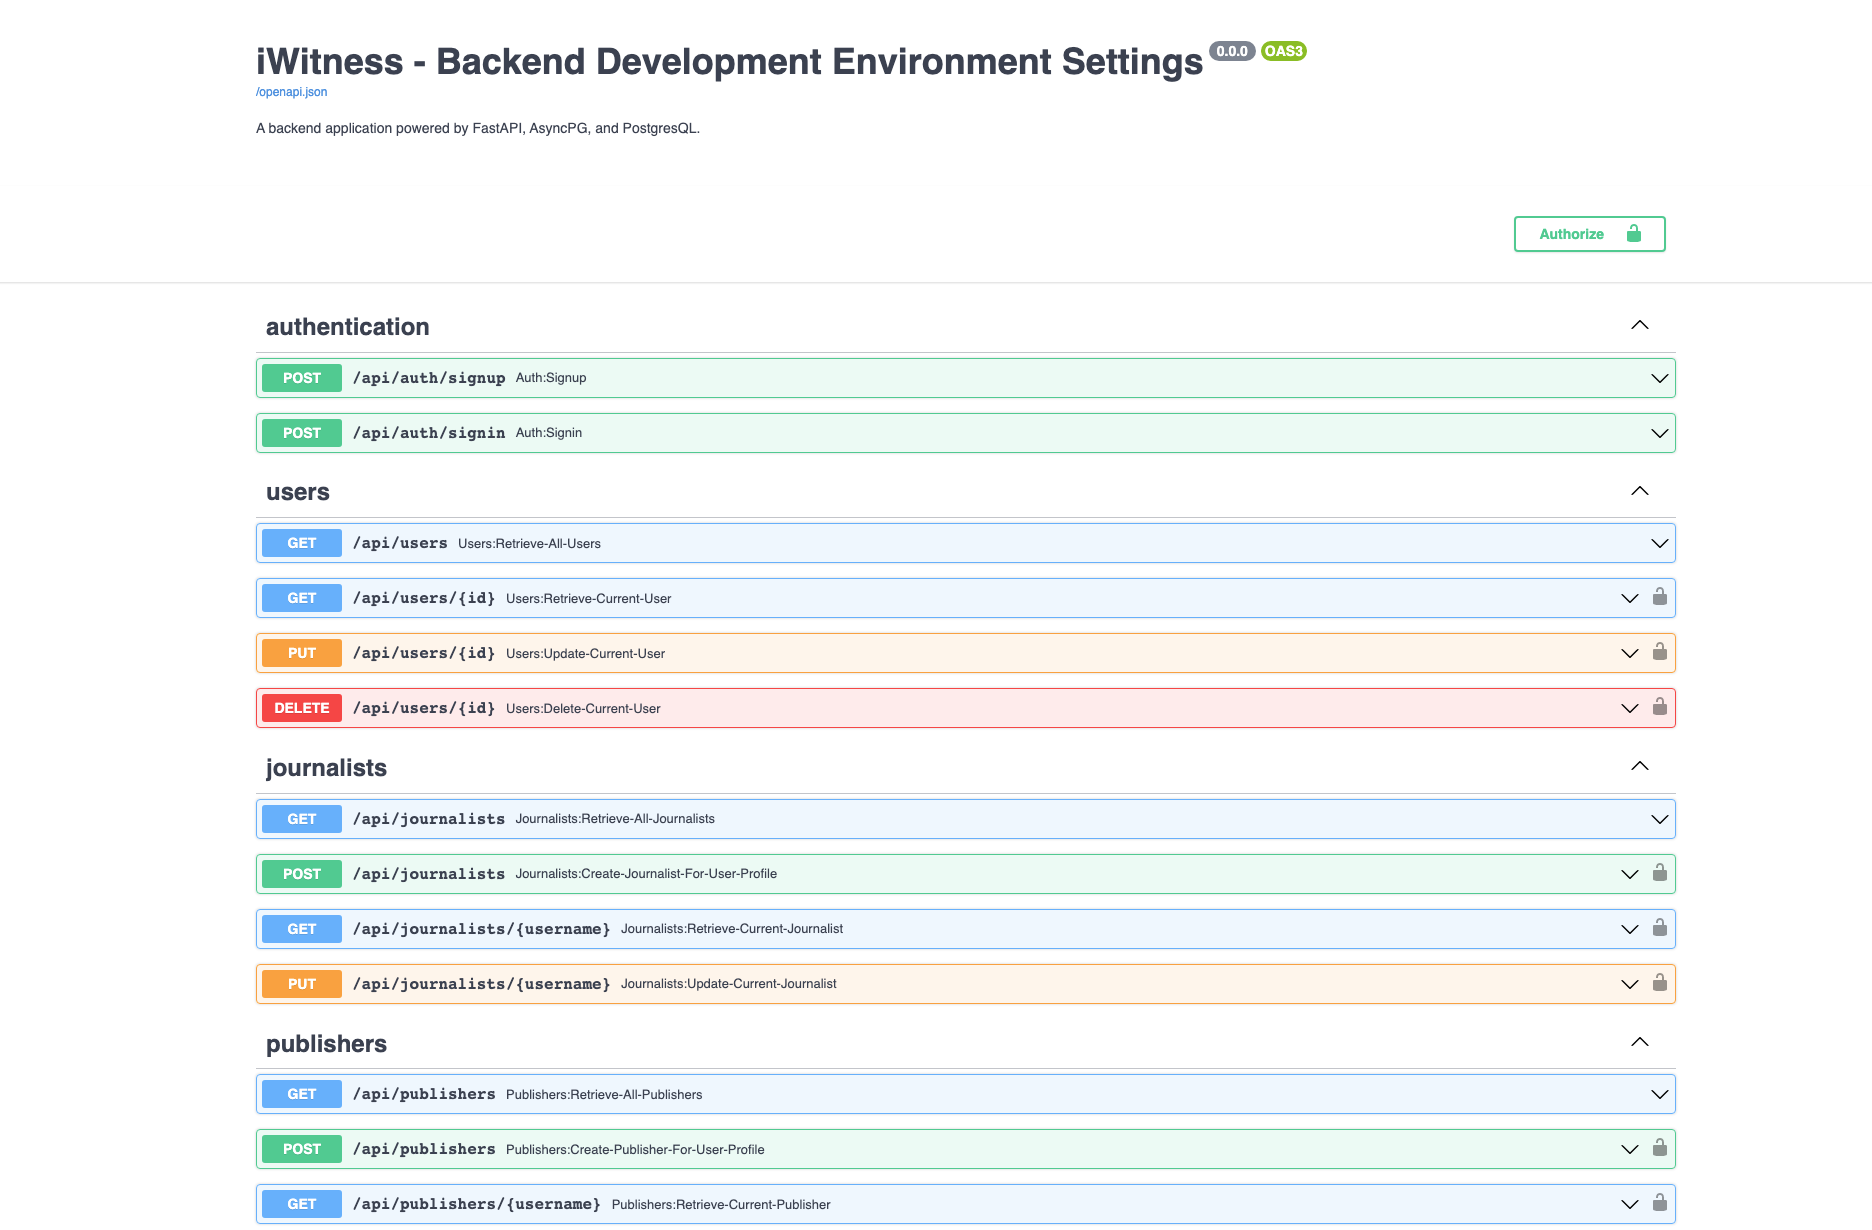 iWitness - Backend Development Environment Settings 0.0.0 OAS3
/openapi.json
A backend application powered by FastAPI, AsyncPG, and PostgresQL.
Authorize
authentication
POST /api/auth/signup Auth:Signup
POST /api/auth/signin Auth:Signin
users
GET /api/users Users:Retrieve-All-Users
GET /api/users/{id} Users:Retrieve-Current-User
PUT /api/users/{id} Users:Update-Current-User
DELETE /api/users/{id} Users:Delete-Current-User
journalists
GET /api/journalists Journalists:Retrieve-All-Journalists
POST /api/journalists Journalists:Create-Journalist-For-User-Profile
GET /api/journalists/{username} Journalists:Retrieve-Current-Journalist
PUT /api/journalists/{username} Journalists:Update-Current-Journalist
publishers
GET /api/publishers Publishers:Retrieve-All-Publishers
POST /api/publishers Publishers:Create-Publisher-For-User-Profile
GET /api/publishers/{username} Publishers:Retrieve-Current-Publisher